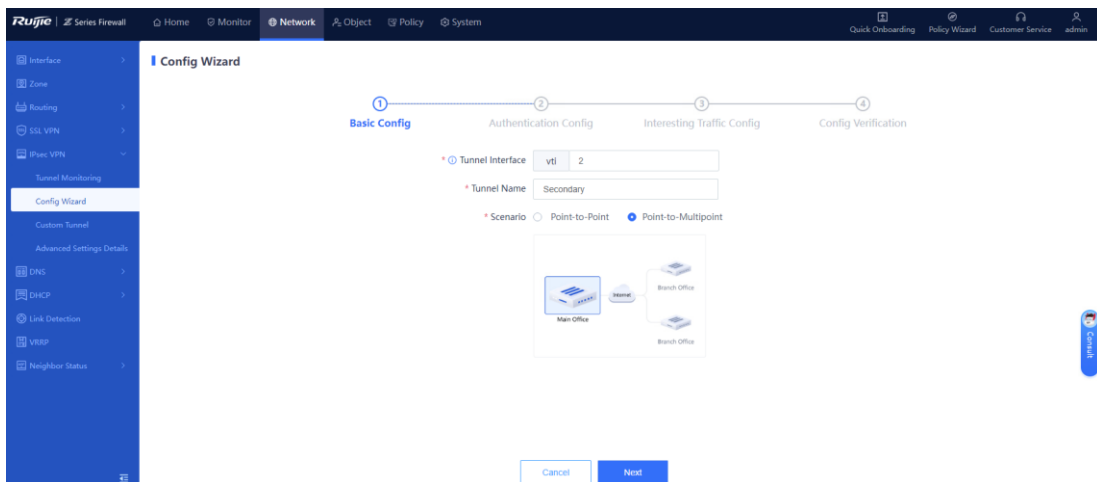 Ruijie | Z Series Firewall Home Monitor Network Object Policy System Quick Onboarding Policy Wizard Customer Service admin
Interface
Zone
Routing
SSL VPN
IPsec VPN
Tunnel Monitoring
Config Wizard
Custom Tunnel
Advanced Settings Details
DNS
DHCP
Link Detection
VRRP
Neighbor Status
Config Wizard
1 2 3 4
Basic Config Authentication Config Interesting Traffic Config Config Verification
* Tunnel Interface vti 2
* Tunnel Name Secondary
* Scenario Point-to-Point Point-to-Multipoint
Branch Office
Internet
Main Office
Branch Office
Cancel Next
Consult